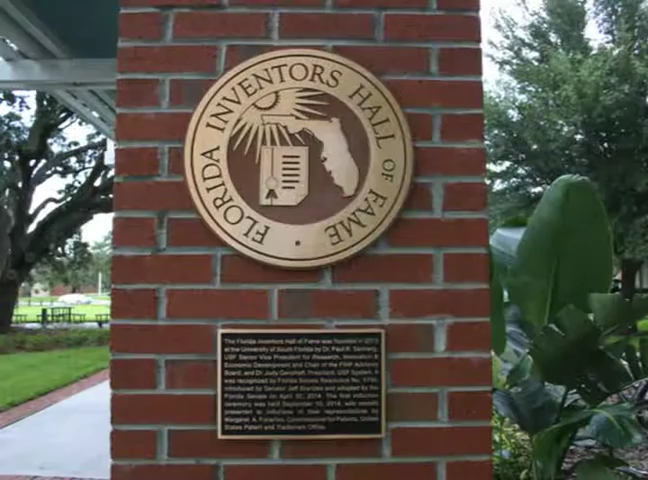 FLORIDA INVENTORS HALL OF FAME
The Florida Inventors Hall of Fame was founded in 2013
at the University of South Florida by Dr. Paul R. Sanberg,
USF Senior Vice President for Research, Innovation &
Economic Development and Chair of the FIHF Advisory
Board, and Dr. Judy Genshaft, President, USF System. It
was recognized by Florida Senate Resolution No. 1756,
introduced by Senator Jeff Brandes and adopted by the
Florida Senate on April 30, 2014. The first induction
ceremony was held September 10, 2014, with medals
presented to inductees or their representatives by
Margaret A. Focarino, Commissioner for Patents, United
States Patent and Trademark Office.